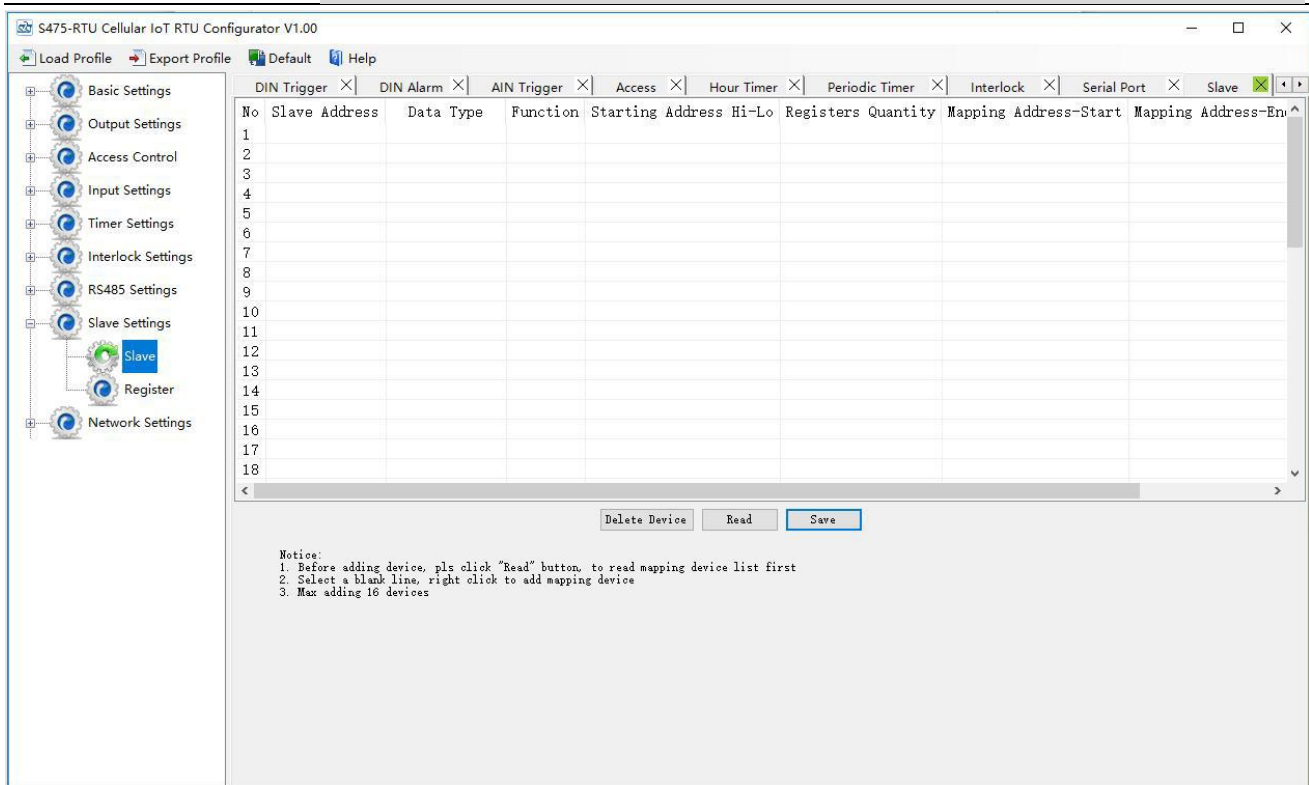 S475-RTU Cellular IoT RTU Configurator V1.00
Load Profile Export Profile Default Help
DIN Trigger DIN Alarm AIN Trigger Access Hour Timer Periodic Timer Interlock Serial Port Slave
Basic Settings
Output Settings
Access Control
Input Settings
Timer Settings
Interlock Settings
RS485 Settings
Slave Settings
Slave
Register
Network Settings
No Slave Address Data Type Function Starting Address Hi-Lo Registers Quantity Mapping Address-Start Mapping Address-En
1
2
3
4
5
6
7
8
9
10
11
12
13
14
15
16
17
18
Delete Device Read Save
Notice:
1. Before adding device, pls click "Read" button, to read mapping device list first
2. Select a blank line, right click to add mapping device
3. Max adding 16 devices